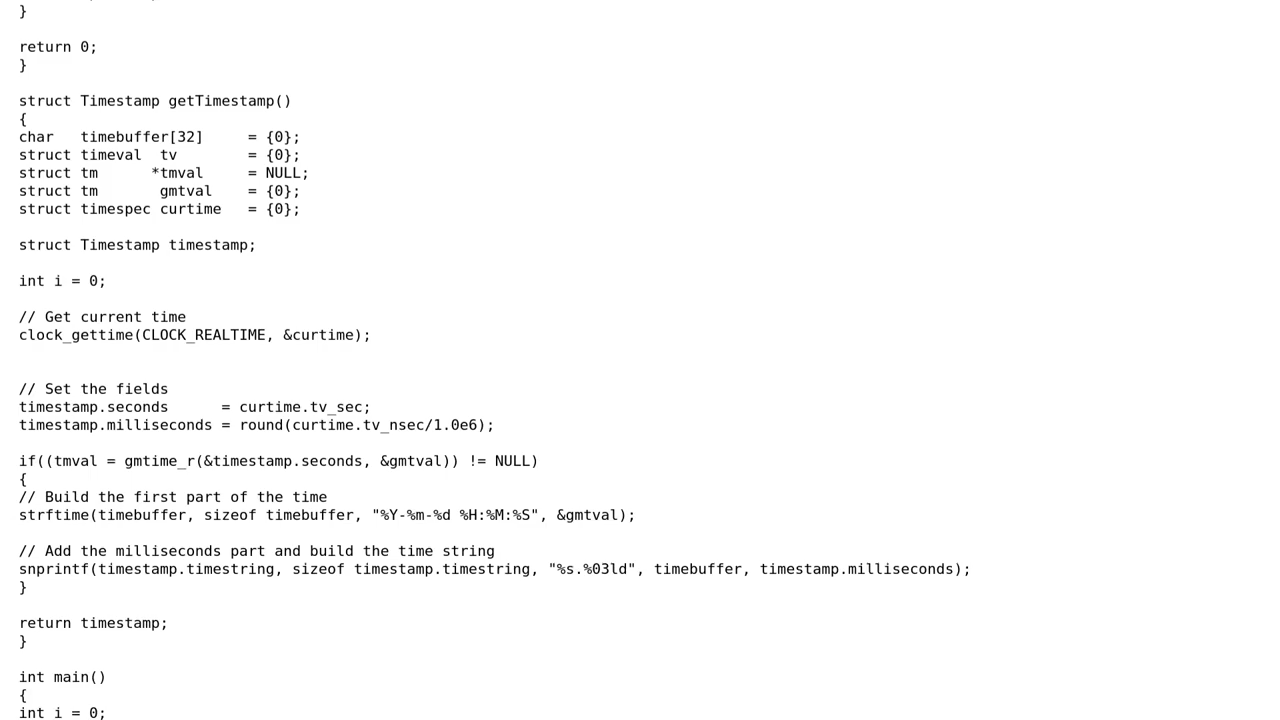 }
return 0;
}
struct Timestamp getTimestamp()
{
char   timebuffer[32]     = {0};
struct timeval  tv        = {0};
struct tm      *tmval     = NULL;
struct tm       gmtval    = {0};
struct timespec curtime   = {0};
struct Timestamp timestamp;
int i = 0;
// Get current time
clock_gettime(CLOCK_REALTIME, &curtime);
// Set the fields
timestamp.seconds      = curtime.tv_sec;
timestamp.milliseconds = round(curtime.tv_nsec/1.0e6);
if((tmval = gmtime_r(&timestamp.seconds, &gmtval)) != NULL)
{
// Build the first part of the time
strftime(timebuffer, sizeof timebuffer, "%Y-%m-%d %H:%M:%S", &gmtval);
// Add the milliseconds part and build the time string
snprintf(timestamp.timestring, sizeof timestamp.timestring, "%s.%03ld", timebuffer, timestamp.milliseconds);
}
return timestamp;
}
int main()
{
int i = 0;